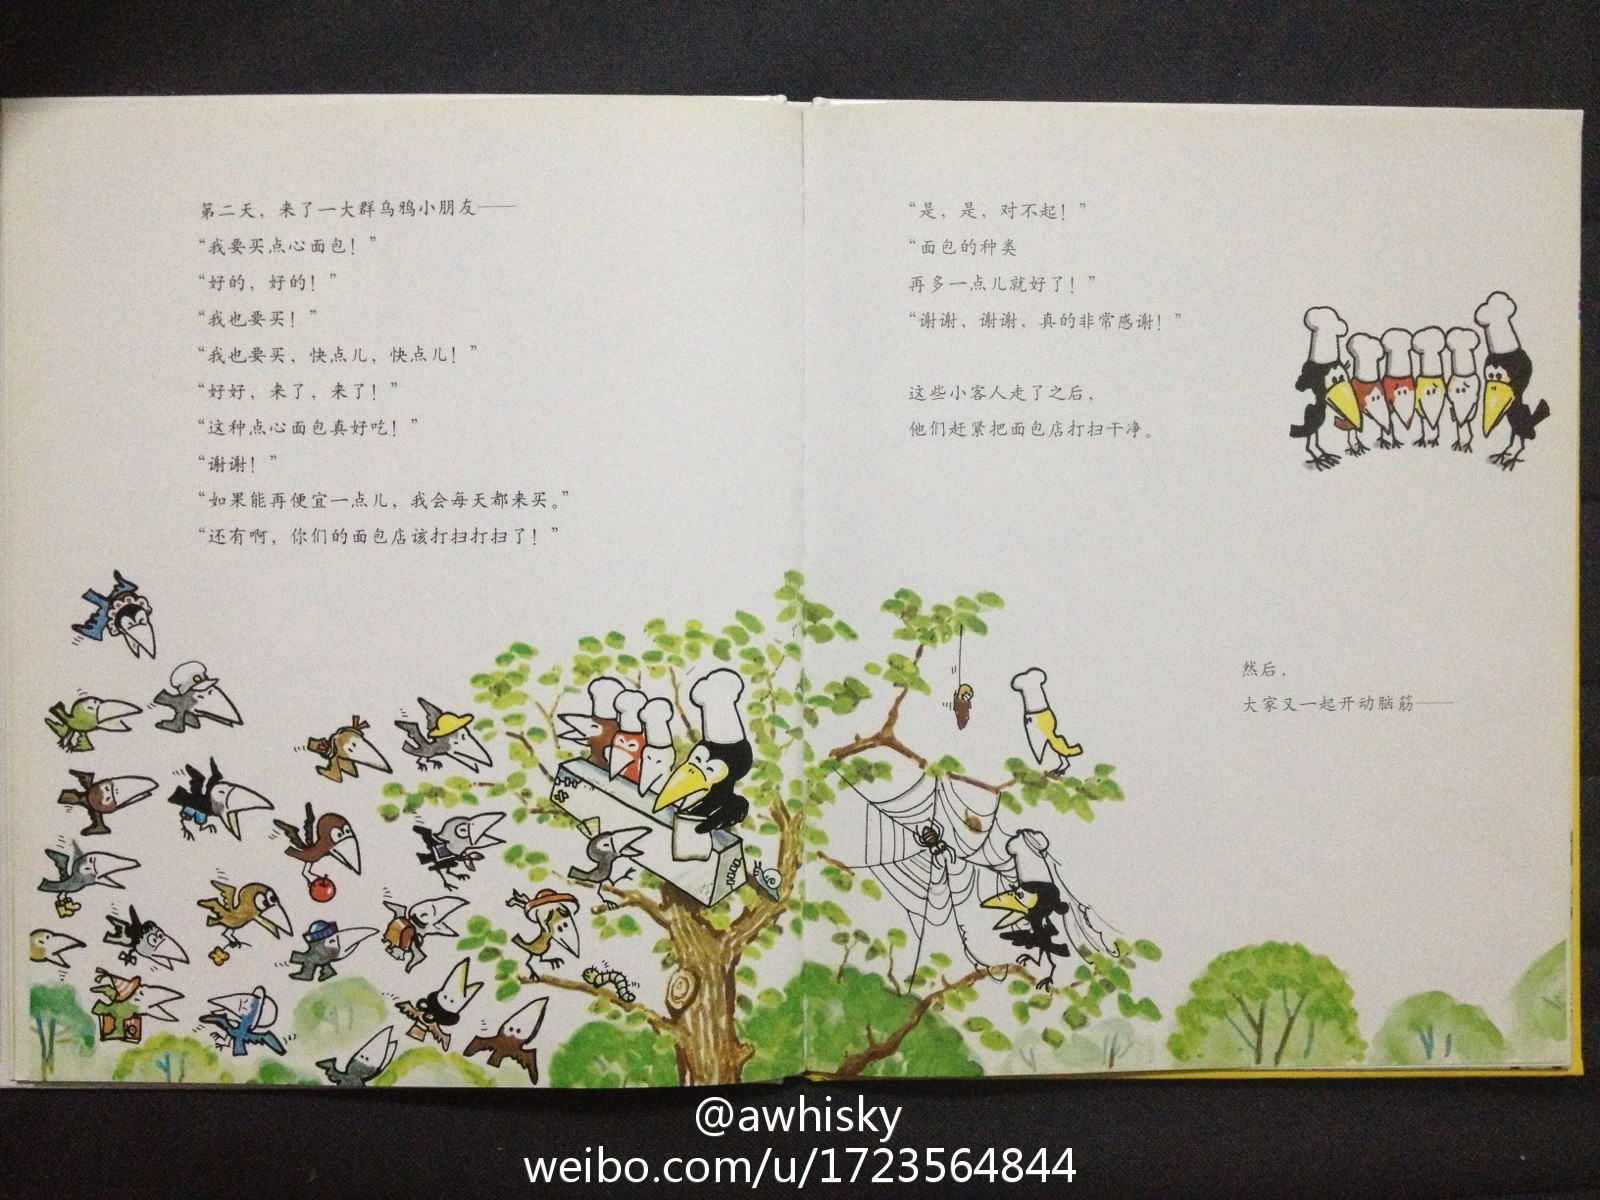 第二天，来了一大群乌鸦小朋友——
“我要买点心面包！”
“好的，好的！”
“我也要买！”
“我也要买，快点儿，快点儿！”
“好好，来了，来了！”
“这种点心面包真好吃！”
“谢谢！”
“如果能再便宜一点儿，我会每天都来买。”
“还有啊，你们的面包店该打扫打扫了！”
“是，是，对不起！”
“面包的种类
再多一点儿就好了！”
“谢谢，谢谢，真的非常感谢！”
这些小客人走了之后，
他们赶紧把面包店打扫干净。
然后，
大家又一起开动脑筋——
@awhisky
weibo.com/u/1723564844